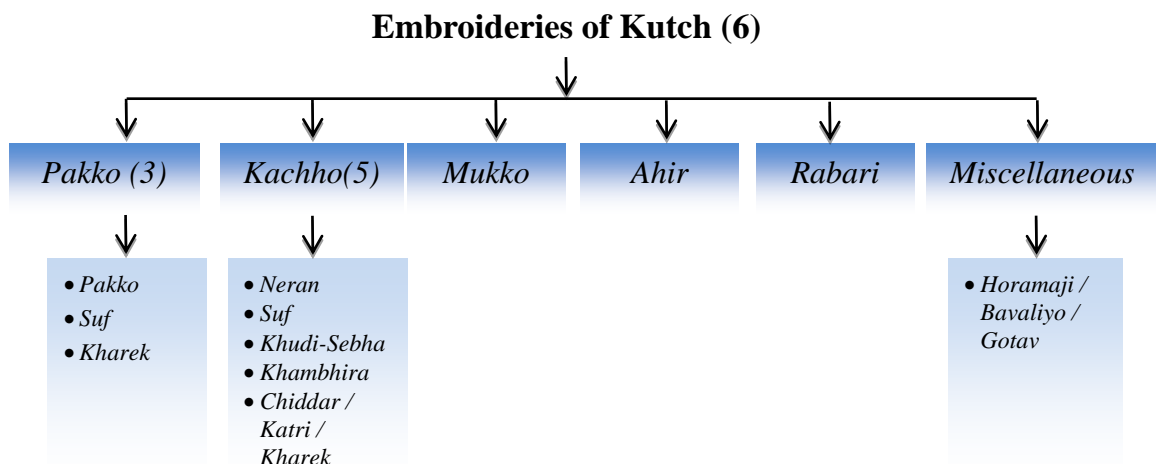 Embroideries of Kutch (6)
Pakko (3)
Kachho(5)
Mukko
Ahir
Rabari
Miscellaneous
• Pakko
• Suf
• Kharek
• Neran
• Suf
• Khudi-Sebha
• Khambhira
• Chiddar /
Katri /
Kharek
• Horamaji /
Bavaliyo /
Gotav